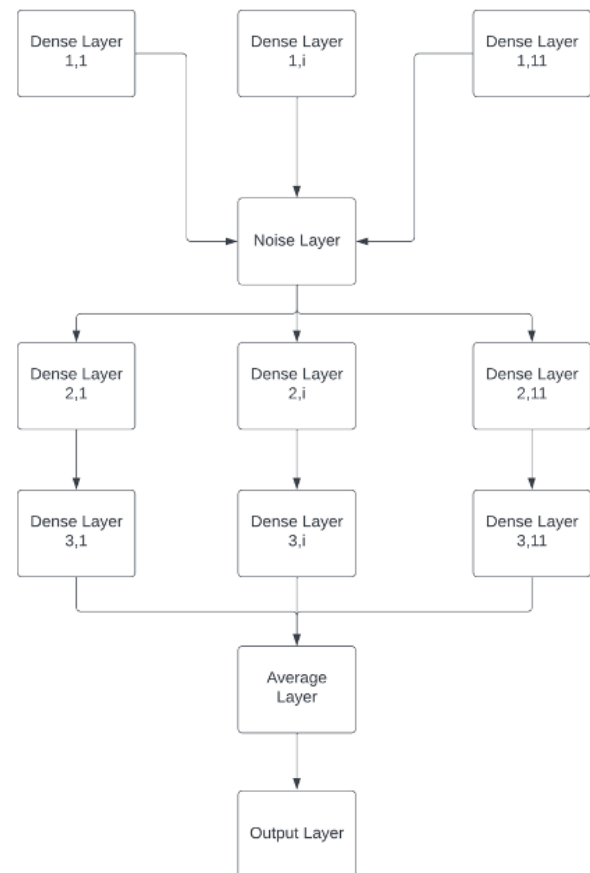 Dense Layer
1,1
Dense Layer
1,i
Dense Layer
1,11
Noise Layer
Dense Layer
2,1
Dense Layer
2,i
Dense Layer
2,11
Dense Layer
3,1
Dense Layer
3,i
Dense Layer
3,11
Average
Layer
Output Layer